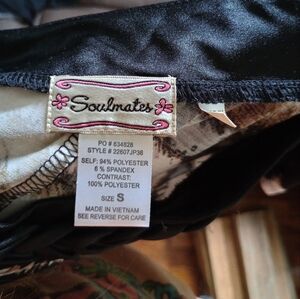 Soulmates
PO # 634828
STYLE # 22607JP36
SELF: 94% POLYESTER
6 % SPANDEX
CONTRAST:
100% POLYESTER
SIZE S
MADE IN VIETNAM
SEE REVERSE FOR CARE